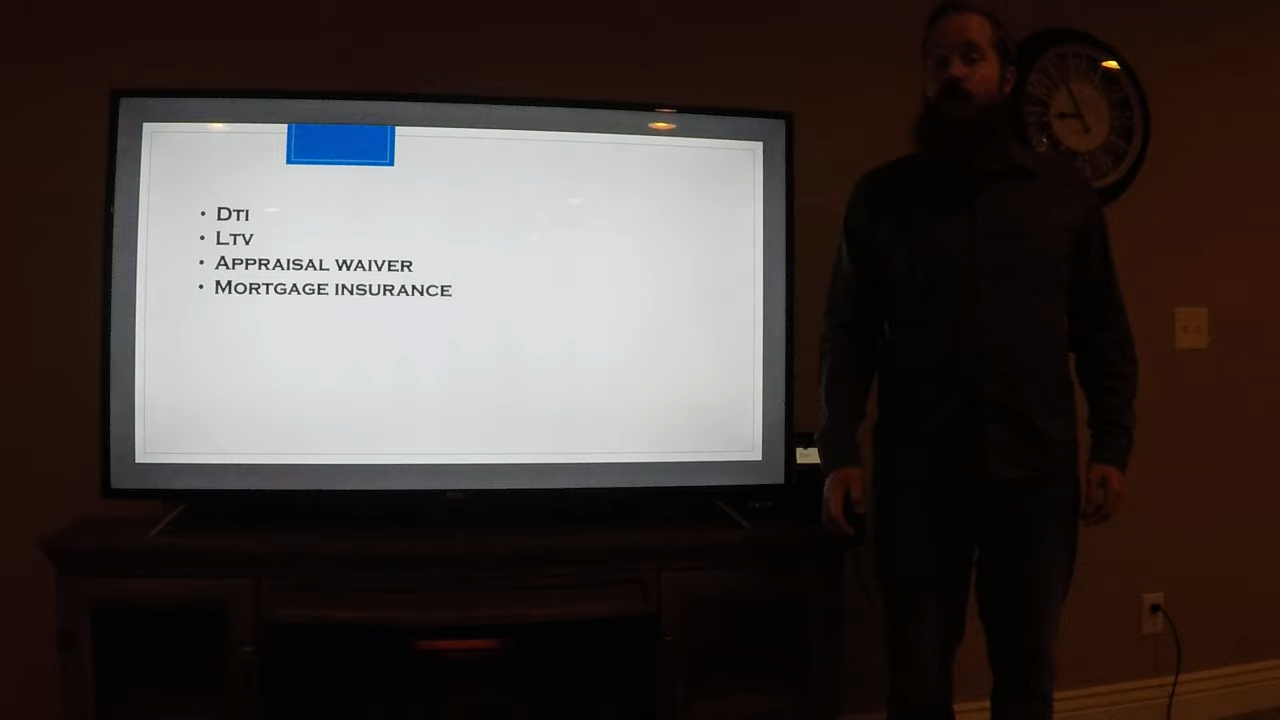 • DTI
• LTV
• APPRAISAL WAIVER
• MORTGAGE INSURANCE